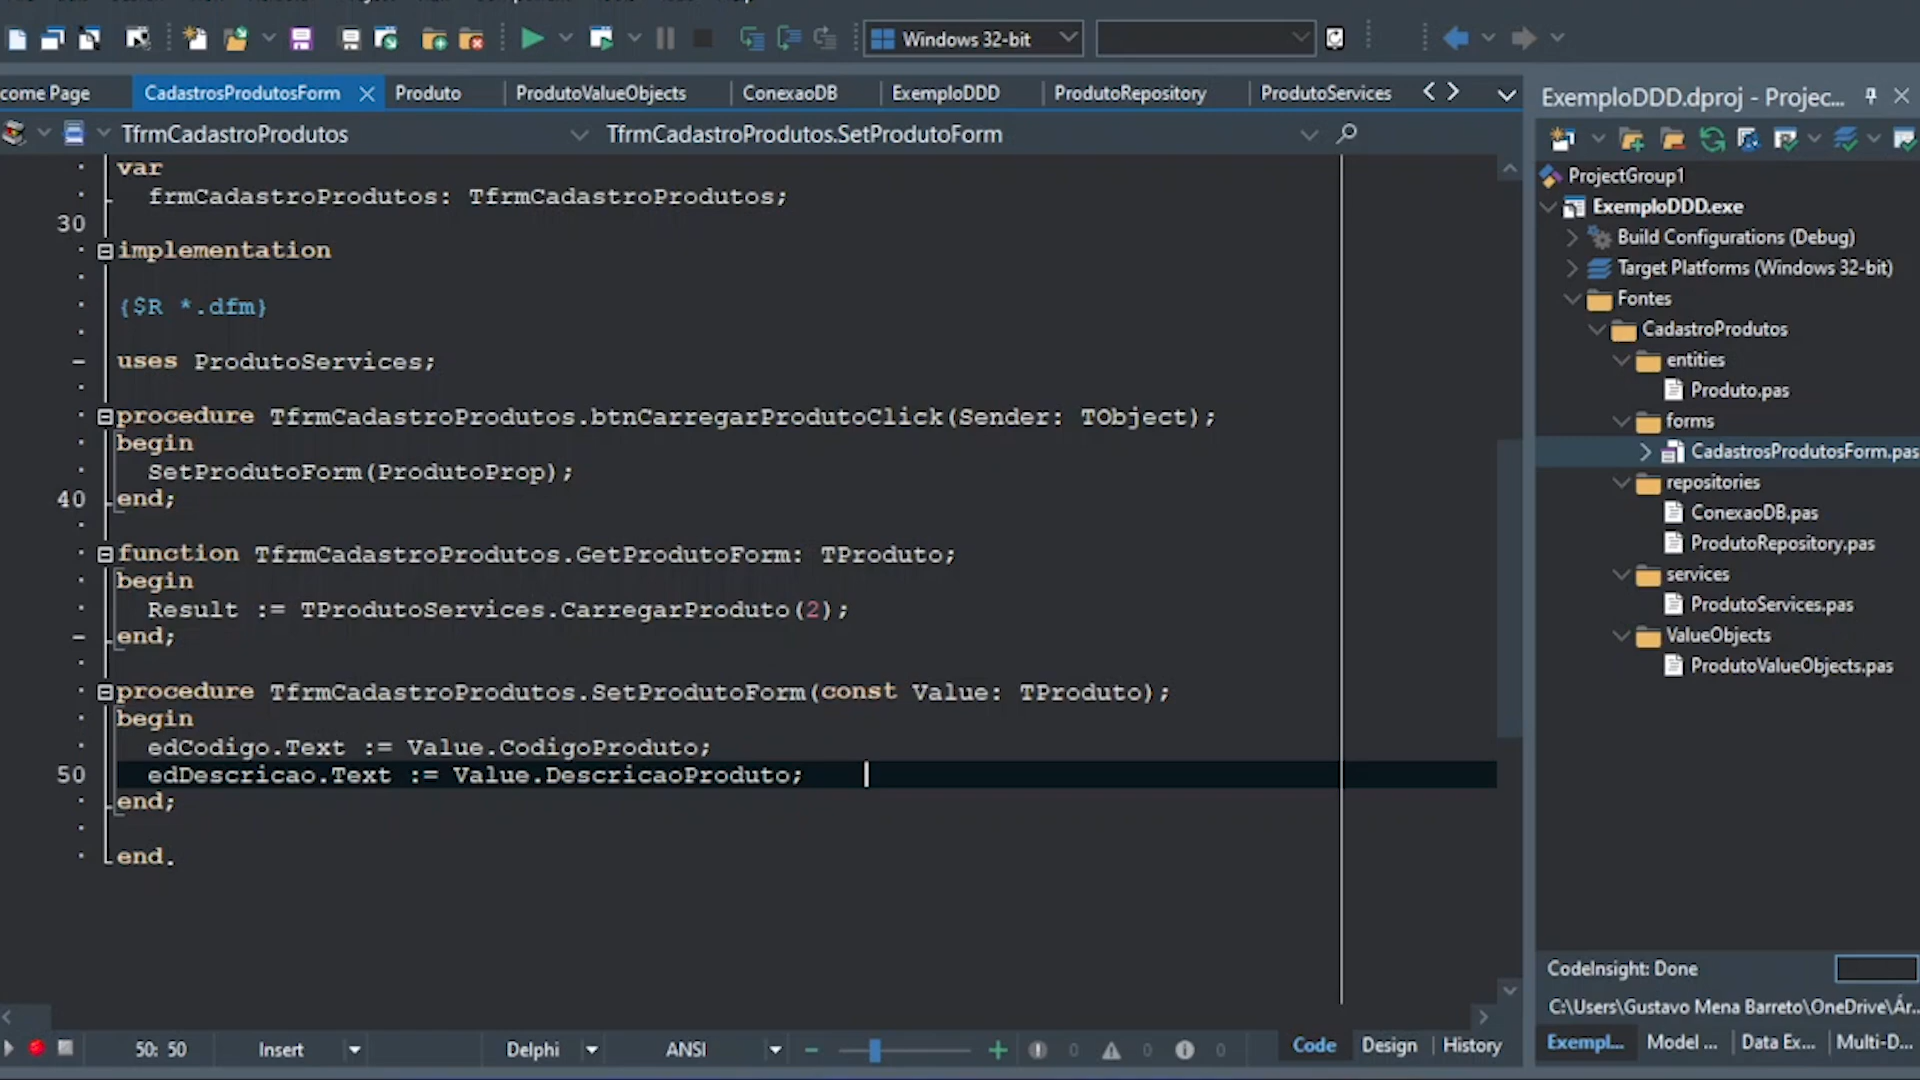 Windows 32-bit
come Page
CadastrosProdutosForm
Produto
ProdutoValueObjects
ConexaoDB
ExemploDDD
ProdutoRepository
ProdutoServices
TfrmCadastroProdutos
TfrmCadastroProdutos.SetProdutoForm
var
frmCadastroProdutos: TfrmCadastroProdutos;
30
implementation
{$R *.dfm}
uses ProdutoServices;
procedure TfrmCadastroProdutos.btnCarregarProdutoClick(Sender: TObject);
begin
SetProdutoForm(ProdutoProp);
40 end;
function TfrmCadastroProdutos.GetProdutoForm: TProduto;
begin
Result := TProdutoServices.CarregarProduto(2);
end;
procedure TfrmCadastroProdutos.SetProdutoForm(const Value: TProduto);
begin
edCodigo.Text := Value.CodigoProduto;
50 edDescricao.Text := Value.DescricaoProduto;
end;
end.
50: 50
Insert
Delphi
ANSI
0
0
0
Code
Design
History
ExemploDDD.dproj - Projec...
ProjectGroup1
ExemploDDD.exe
Build Configurations (Debug)
Target Platforms (Windows 32-bit)
Fontes
CadastroProdutos
entities
Produto.pas
forms
CadastrosProdutosForm.pas
repositories
ConexaoDB.pas
ProdutoRepository.pas
services
ProdutoServices.pas
ValueObjects
ProdutoValueObjects.pas
CodeInsight: Done
C:\Users\Gustavo Mena Barreto\OneDrive\Ár...
Exempl...
Model ...
Data Ex...
Multi-D...